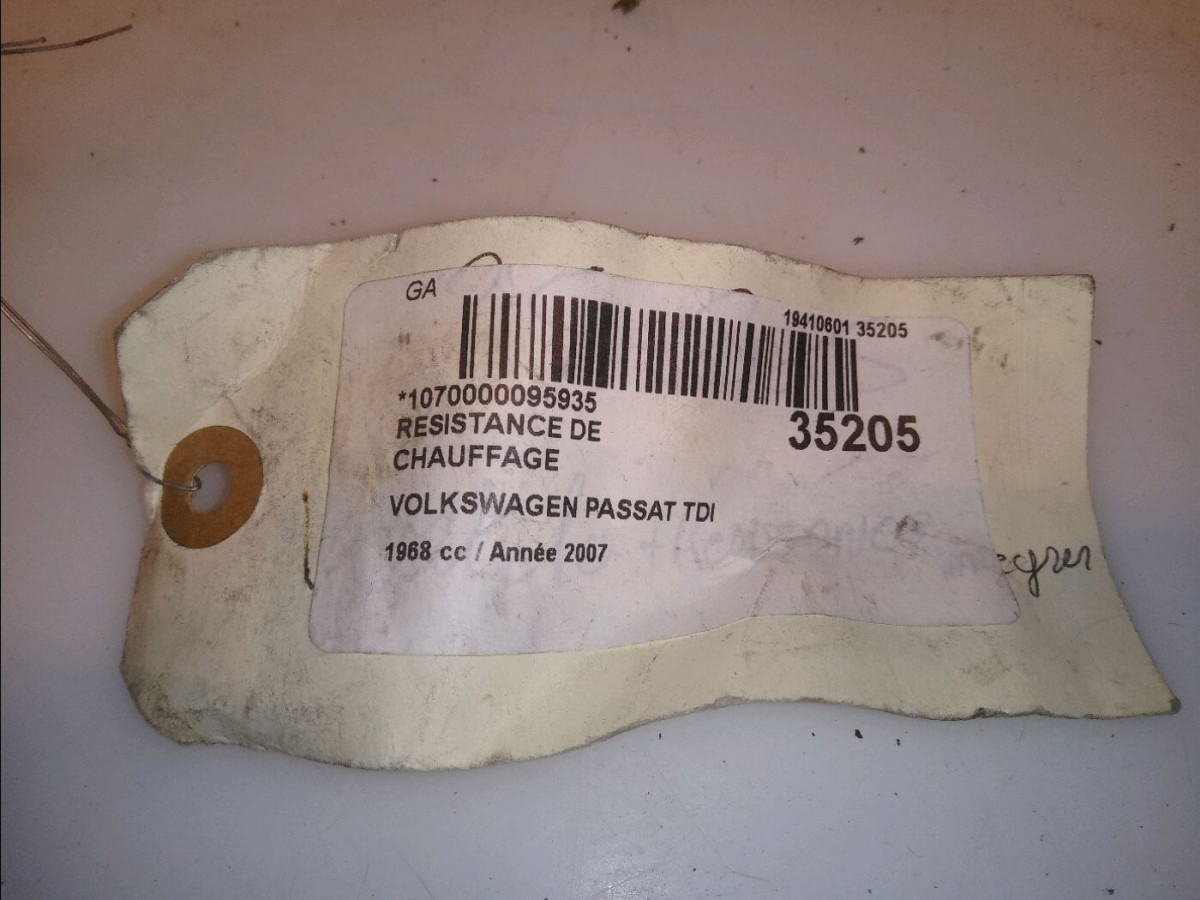 GA
19410601 35205
*1070000095935
RESISTANCE DE
35205
CHAUFFAGE
VOLKSWAGEN PASSAT TDI
1968 cc / Année 2007